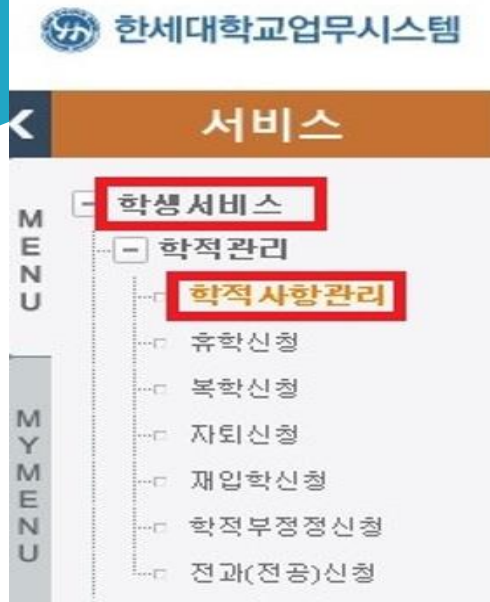 한세대학교업무시스템
서비스
MENU
학생서비스
학적관리
학적사항관리
휴학신청
복학신청
자퇴신청
재입학신청
학적부정정신청
전과(전공)신청
MYMENU